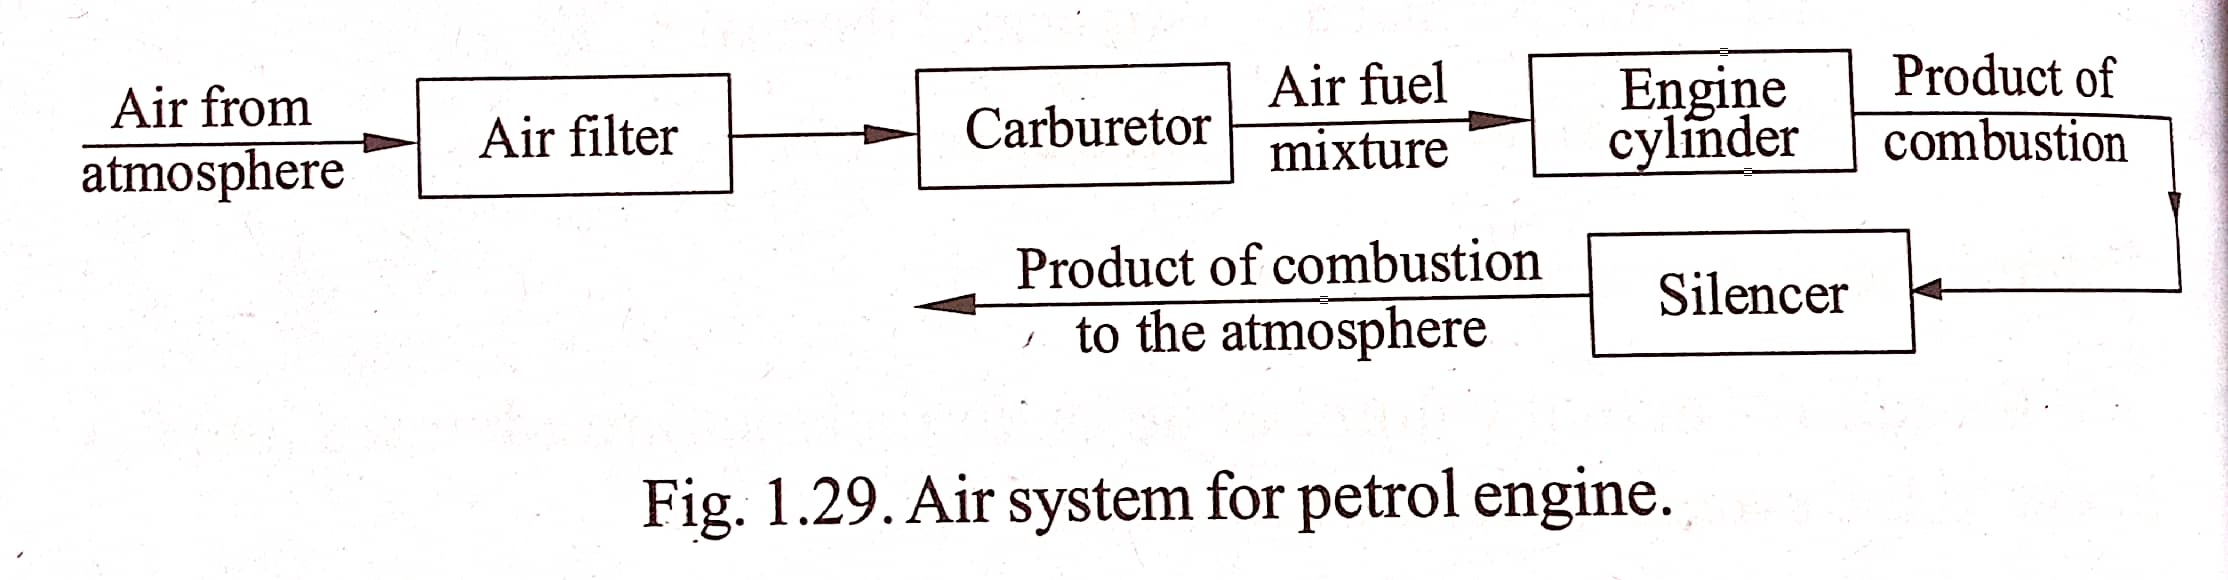 Air from
atmosphere
Air filter
Carburetor
Air fuel
mixture
Engine
cylinder
Product of
combustion
Silencer
Product of combustion
to the atmosphere
Fig. 1.29. Air system for petrol engine.